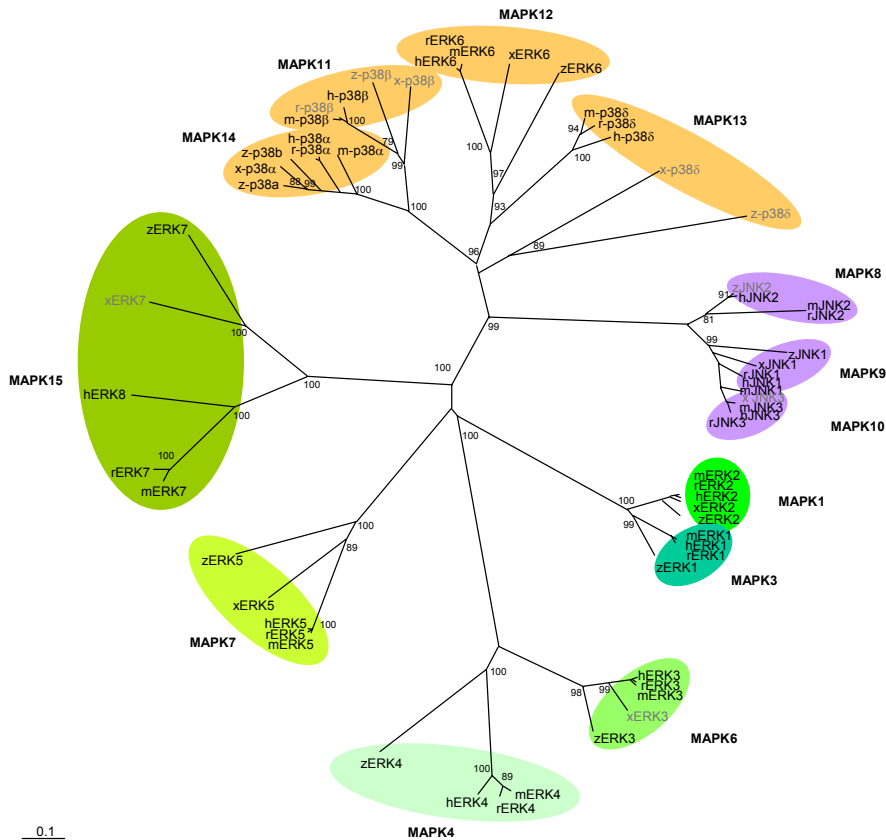 MAPK12
rERK6
mERK6
hERK6
xERK6
zERK6
MAPK11
z-p38β
x-p38β
h-p38β
r-p38β
m-p38β
100
79
99
MAPK14
h-p38α
z-p38b
r-p38α
m-p38α
x-p38α
z-p38a
88
99
100
100
100
97
93
96
MAPK13
m-p38δ
94
r-p38δ
h-p38δ
100
x-p38δ
z-p38δ
89
99
MAPK8
zJNK2
91
hJNK2
mJNK2
rJNK2
81
99
zJNK1
xJNK1
rJNK1
hJNK1
mJNK1
MAPK9
x JNK3
mJNK3
hJNK3
rJNK3
MAPK10
zERK7
xERK7
100
MAPK15
hERK8
100
100
rERK7
mERK7
100
100
100
mERK2
rERK2
hERK2
xERK2
zERK2
MAPK1
100
99
mERK1
hERK1
rERK1
zERK1
MAPK3
100
89
zERK5
xERK5
hERK5
rERK5
mERK5
100
MAPK7
100
98
99
hERK3
rERK3
mERK3
xERK3
zERK3
MAPK6
zERK4
100
89
mERK4
hERK4
rERK4
MAPK4
0.1